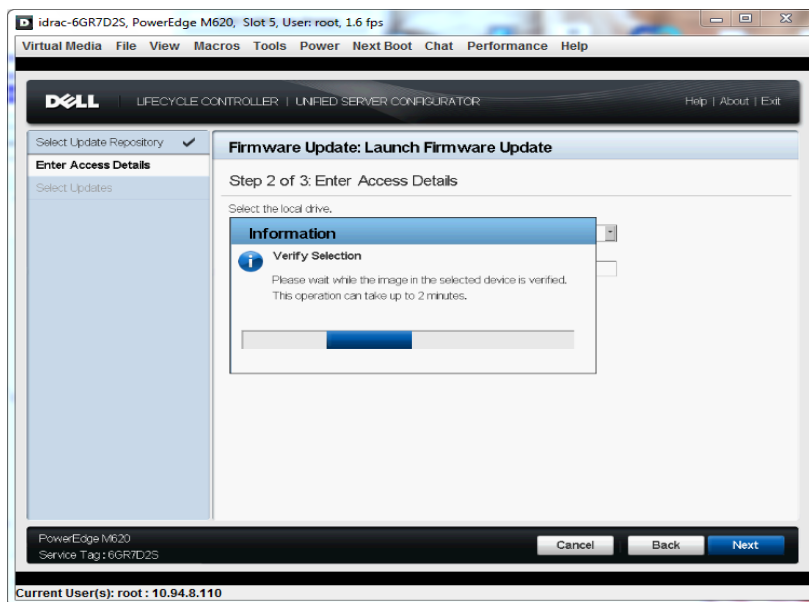 idrac-6GR7D2S, PowerEdge M620, Slot 5, User: root, 1.6 fps
Virtual Media File View Macros Tools Power Next Boot Chat Performance Help
DELL LIFECYCLE CONTROLLER | UNIFIED SERVER CONFIGURATOR Help | About | Exit
Select Update Repository
Enter Access Details
Select Updates
Firmware Update: Launch Firmware Update
Step 2 of 3: Enter Access Details
Select the local drive.
Information
Verify Selection
Please wait while the image in the selected device is verified.
This operation can take up to 2 minutes.
PowerEdge M620
Service Tag : 6GR7D2S
Cancel Back Next
Current User(s): root : 10.94.8.110